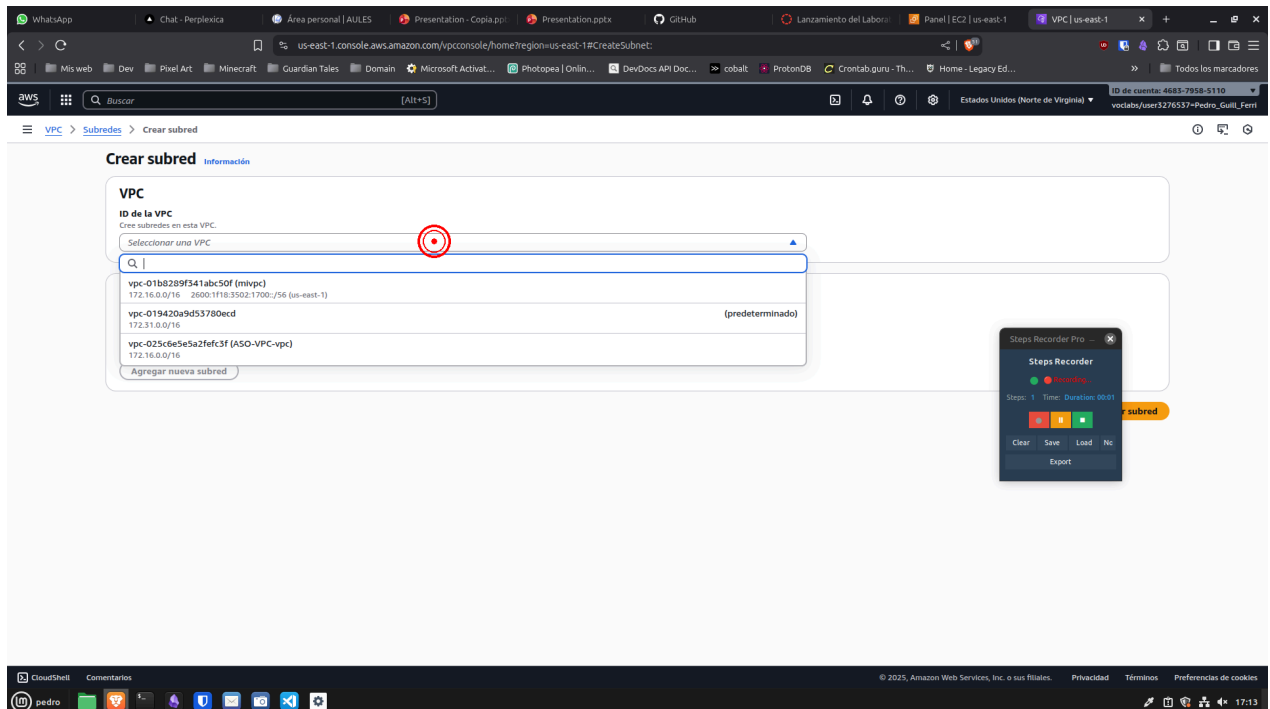 WhatsApp
Chat - Perplexica
Área personal | AULES
Presentation - Copia.ppt
Presentation.pptx
GitHub
Lanzamiento del Laborat
Panel | EC2 | us-east-1
VPC | us-east-1
us-east-1.console.aws.amazon.com/vpcconsole/home?region=us-east-1#CreateSubnet:
Mis web
Dev
Pixel Art
Minecraft
Guardian Tales
Domain
Microsoft Activat...
Photopea | Onlin...
DevDocs API Doc...
cobalt
ProtonDB
Crontab.guru - Th...
Home - Legacy Ed...
Todos los marcadores
aws
Buscar
[Alt+S]
Estados Unidos (Norte de Virginia)
ID de cuenta: 4683-7958-5110
voclabs/user3276537=Pedro_Guill_Ferri
VPC > Subredes > Crear subred
Crear subred Información
VPC
ID de la VPC
Cree subredes en esta VPC.
Seleccionar una VPC
vpc-01b8289f341abc50f (mivpc)
172.16.0.0/16 2600:1f18:3502:1700::/56 (us-east-1)
vpc-019420a9d53780ecd (predeterminado)
172.31.0.0/16
vpc-025c6e5e5a2fefc3f (ASO-VPC-vpc)
172.16.0.0/16
Agregar nueva subred
r subred
Steps Recorder Pro –
Steps Recorder
Recording...
Steps: 1 Time: Duration: 00:01
Clear Save Load Nc
Export
CloudShell Comentarios
© 2025, Amazon Web Services, Inc. o sus filiales. Privacidad Términos Preferencias de cookies
pedro
17:13